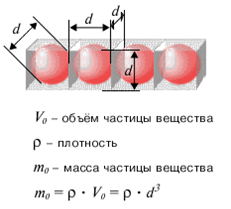 d d d
d
V₀ – объём частицы вещества
ρ – плотность
m₀ – масса частицы вещества
m₀ = ρ · V₀ = ρ · d³